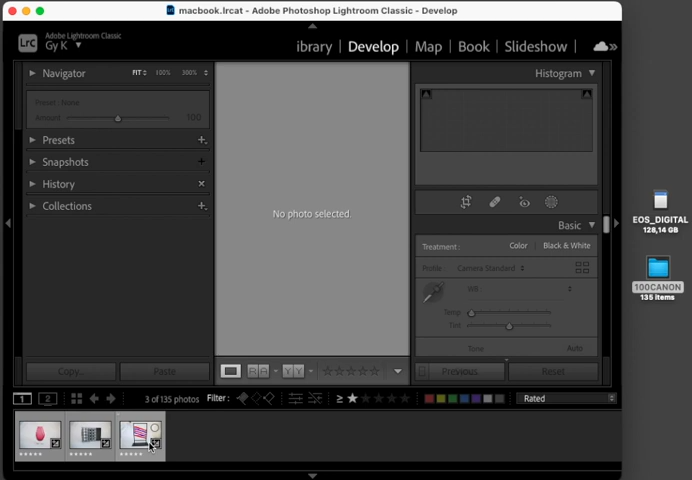 macbook.lrcat - Adobe Photoshop Lightroom Classic - Develop
LrC
Adobe Lightroom Classic
Gy K
ibrary
Develop
Map
Book
Slideshow
Navigator
FIT
100%
300%
Histogram
Preset: None
Amount
100
Presets
Snapshots
History
Collections
No photo selected.
EOS_DIGITAL
128,14 GB
Basic
Treatment:
Color
Black & White
Profile:
Camera Standard
100CANON
135 items
WB:
Temp
Tint
Tone
Auto
Copy...
Paste
RA
YY
Previous
Reset
1
2
3 of 135 photos
Filter:
≥
Rated